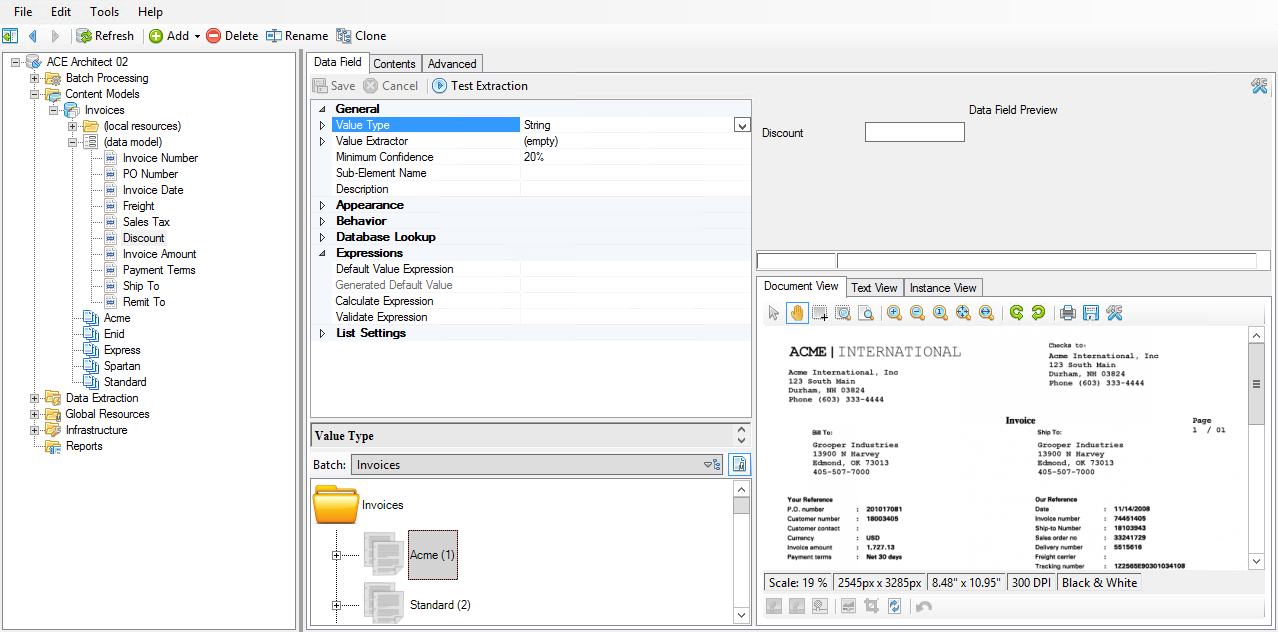 File Edit Tools Help
Refresh Add Delete Rename Clone
ACE Architect 02
Batch Processing
Content Models
Invoices
(local resources)
(data model)
Invoice Number
PO Number
Invoice Date
Freight
Sales Tax
Discount
Invoice Amount
Payment Terms
Ship To
Remit To
Acme
Enid
Express
Spartan
Standard
Data Extraction
Global Resources
Infrastructure
Reports
Data Field Contents Advanced
Save Cancel Test Extraction
General
Value Type String
Value Extractor (empty)
Minimum Confidence 20%
Sub-Element Name
Description
Appearance
Behavior
Database Lookup
Expressions
Default Value Expression
Generated Default Value
Calculate Expression
Validate Expression
List Settings
Value Type
Batch: Invoices
Invoices
Acme (1)
Standard (2)
Data Field Preview
Discount
Document View Text View Instance View
ACME | INTERNATIONAL
Acme International, Inc
123 South Main
Durham, NH 03824
Phone (603) 333-4444
Checks to:
Acme International, Inc
123 South Main
Durham, NH 03824
Phone (603) 333-4444
Invoice
Page
1 / 01
Bill To:
Grooper Industries
13900 N Harvey
Edmond, OK 73013
405-507-7000
Ship To:
Grooper Industries
13900 N Harvey
Edmond, OK 73013
405-507-7000
Your Reference
P.O. number : 201017081
Customer number : 18003405
Customer contact :
Currency : USD
Invoice amount : 1,727.13
Payment terms : Net 30 days
Our Reference
Date : 11/14/2008
Invoice number : 74451405
Ship-to Number : 18103943
Sales order no : 33241729
Delivery number : 5515616
Freight carrier :
Tracking number : 1Z2565E90301034108
Scale: 19 % 2545px x 3285px 8.48" x 10.95" 300 DPI Black & White